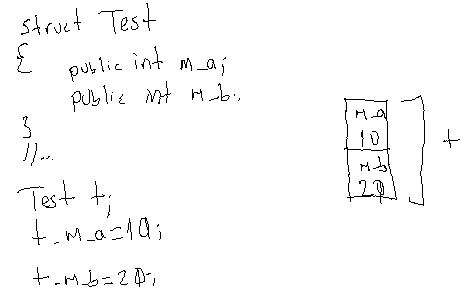 struct Test
{
public int m_a;
public int m_b;
}
//...
Test t;
t.m_a=10;
t.m_b=20;
m_a
10
m_b
20
t